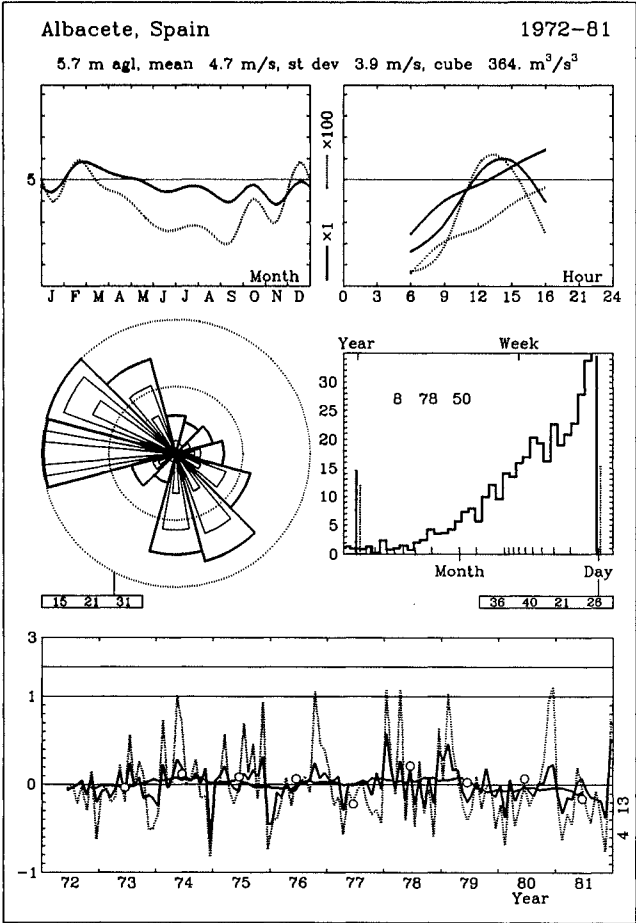 Albacete, Spain 1972-81
5.7 m agl, mean 4.7 m/s, st dev 3.9 m/s, cube 364. m³/s³
5
×1 ×100
Month
J F M A M J J A S O N D
Hour
0 3 6 9 12 15 18 21 24
Year Week
30
25
20
15
10
5
0
8 78 50
Month Day
15 21 31
36 40 21 26
3
1
0
-1
4 13
72 73 74 75 76 77 78 79 80 81
Year